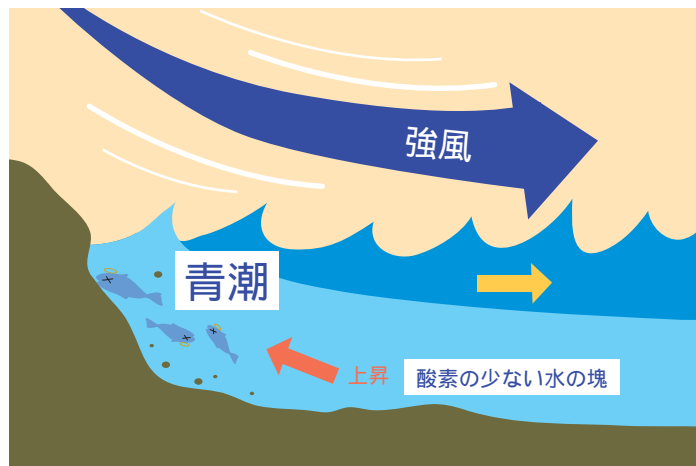 強風
青潮
上昇
酸素の少ない水の塊